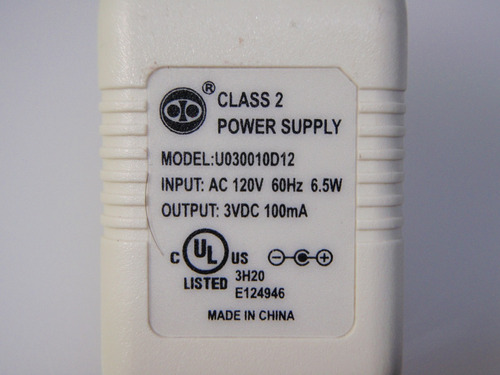 ®
CLASS 2
POWER SUPPLY
MODEL:U030010D12
INPUT: AC 120V 60Hz 6.5W
OUTPUT: 3VDC 100mA
C UL US
LISTED 3H20
E124946
MADE IN CHINA